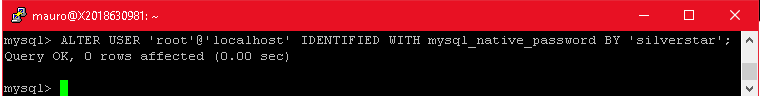 mauro@X2018630981: ~
mysql> ALTER USER 'root'@'localhost' IDENTIFIED WITH mysql_native_password BY 'silverstar';
Query OK, 0 rows affected (0.00 sec)
mysql>